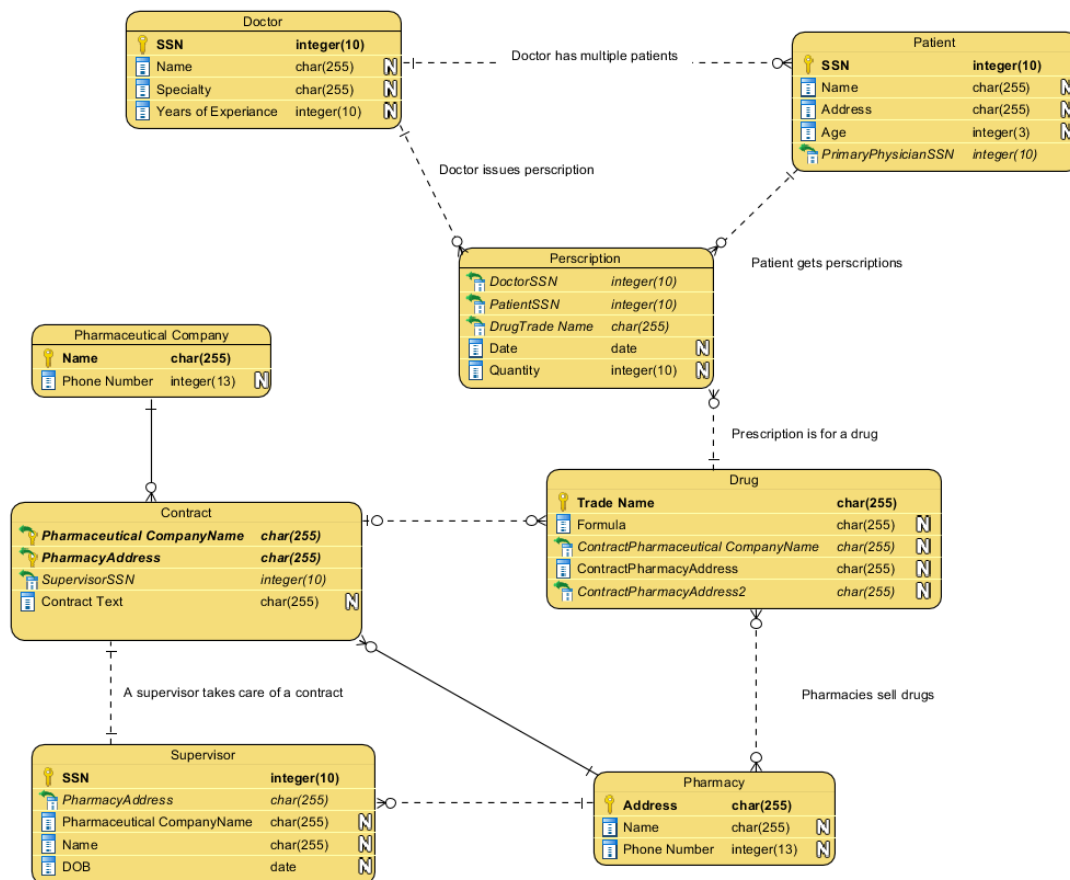 Doctor
SSN integer(10)
Name char(255) N
Specialty char(255) N
Years of Experiance integer(10) N
Doctor has multiple patients
Patient
SSN integer(10)
Name char(255) N
Address char(255) N
Age integer(3) N
PrimaryPhysicianSSN integer(10)
Doctor issues perscription
Patient gets perscriptions
Perscription
DoctorSSN integer(10)
PatientSSN integer(10)
DrugTrade Name char(255)
Date date N
Quantity integer(10) N
Pharmaceutical Company
Name char(255)
Phone Number integer(13) N
Prescription is for a drug
Contract
Pharmaceutical CompanyName char(255)
PharmacyAddress char(255)
SupervisorSSN integer(10)
Contract Text char(255) N
Drug
Trade Name char(255)
Formula char(255) N
ContractPharmaceutical CompanyName char(255) N
ContractPharmacyAddress char(255) N
ContractPharmacyAddress2 char(255) N
A supervisor takes care of a contract
Pharmacies sell drugs
Supervisor
SSN integer(10)
PharmacyAddress char(255)
Pharmaceutical CompanyName char(255) N
Name char(255) N
DOB date N
Pharmacy
Address char(255)
Name char(255) N
Phone Number integer(13) N